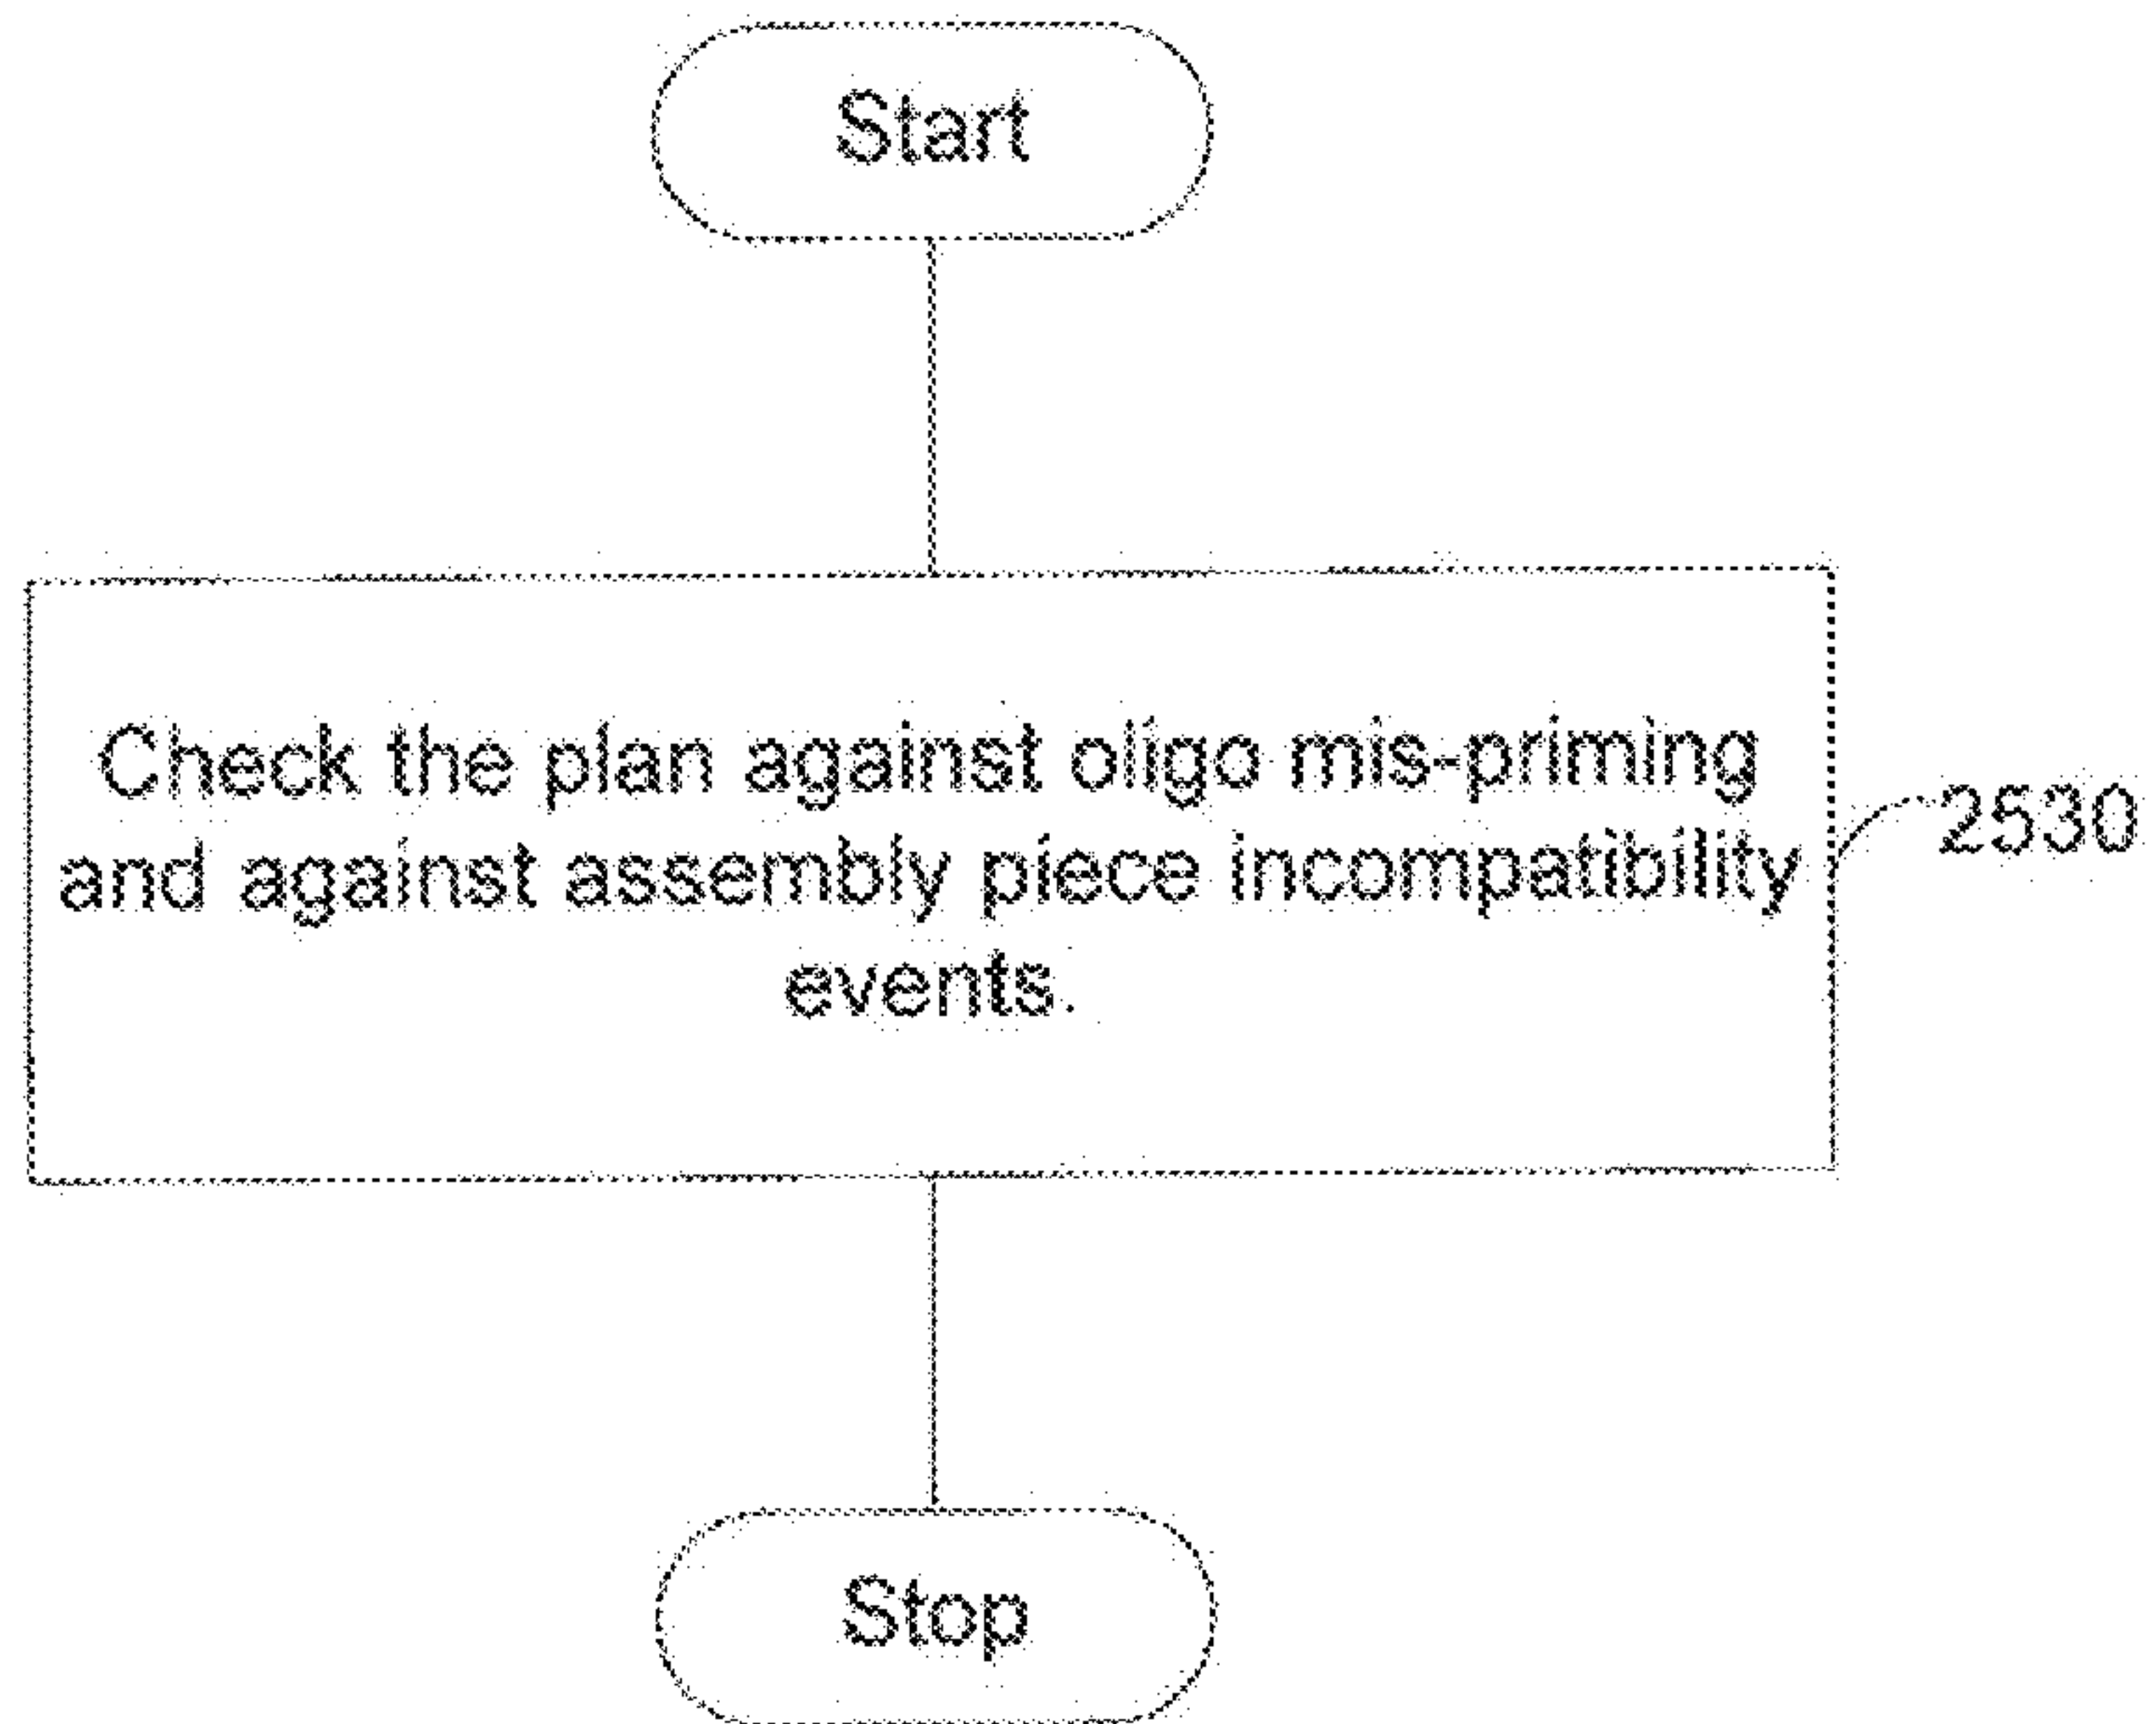 Start
Check the plan against oligo mis-priming
and against assembly piece incompatibility
events.
2530
Stop